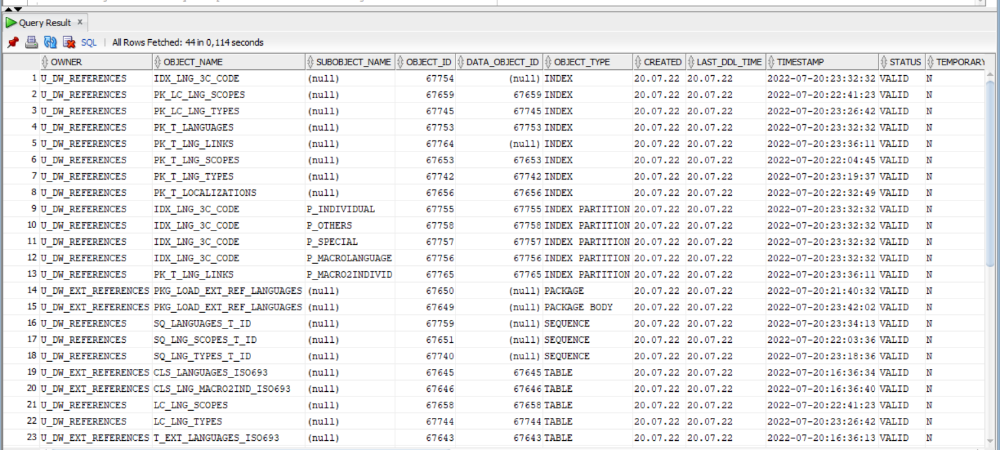 Query Result x
SQL | All Rows Fetched: 44 in 0,114 seconds
OWNER OBJECT_NAME SUBOBJECT_NAME OBJECT_ID DATA_OBJECT_ID OBJECT_TYPE CREATED LAST_DDL_TIME TIMESTAMP STATUS TEMPORARY
1 U_DW_REFERENCES IDX_LNG_3C_CODE (null) 67754 (null) INDEX 20.07.22 20.07.22 2022-07-20:23:32:32 VALID N
2 U_DW_REFERENCES PK_LC_LNG_SCOPES (null) 67659 67659 INDEX 20.07.22 20.07.22 2022-07-20:22:41:23 VALID N
3 U_DW_REFERENCES PK_LC_LNG_TYPES (null) 67745 67745 INDEX 20.07.22 20.07.22 2022-07-20:23:26:42 VALID N
4 U_DW_REFERENCES PK_T_LANGUAGES (null) 67753 67753 INDEX 20.07.22 20.07.22 2022-07-20:23:32:32 VALID N
5 U_DW_REFERENCES PK_T_LNG_LINKS (null) 67764 (null) INDEX 20.07.22 20.07.22 2022-07-20:23:36:11 VALID N
6 U_DW_REFERENCES PK_T_LNG_SCOPES (null) 67653 67653 INDEX 20.07.22 20.07.22 2022-07-20:22:04:45 VALID N
7 U_DW_REFERENCES PK_T_LNG_TYPES (null) 67742 67742 INDEX 20.07.22 20.07.22 2022-07-20:23:19:37 VALID N
8 U_DW_REFERENCES PK_T_LOCALIZATIONS (null) 67656 67656 INDEX 20.07.22 20.07.22 2022-07-20:22:32:49 VALID N
9 U_DW_REFERENCES IDX_LNG_3C_CODE P_INDIVIDUAL 67755 67755 INDEX PARTITION 20.07.22 20.07.22 2022-07-20:23:32:32 VALID N
10 U_DW_REFERENCES IDX_LNG_3C_CODE P_OTHERS 67758 67758 INDEX PARTITION 20.07.22 20.07.22 2022-07-20:23:32:32 VALID N
11 U_DW_REFERENCES IDX_LNG_3C_CODE P_SPECIAL 67757 67757 INDEX PARTITION 20.07.22 20.07.22 2022-07-20:23:32:32 VALID N
12 U_DW_REFERENCES IDX_LNG_3C_CODE P_MACROLANGUAGE 67756 67756 INDEX PARTITION 20.07.22 20.07.22 2022-07-20:23:32:32 VALID N
13 U_DW_REFERENCES PK_T_LNG_LINKS P_MACRO2INDIVID 67765 67765 INDEX PARTITION 20.07.22 20.07.22 2022-07-20:23:36:11 VALID N
14 U_DW_EXT_REFERENCES PKG_LOAD_EXT_REF_LANGUAGES (null) 67650 (null) PACKAGE 20.07.22 20.07.22 2022-07-20:21:40:32 VALID N
15 U_DW_EXT_REFERENCES PKG_LOAD_EXT_REF_LANGUAGES (null) 67649 (null) PACKAGE BODY 20.07.22 20.07.22 2022-07-20:23:42:02 VALID N
16 U_DW_REFERENCES SQ_LANGUAGES_T_ID (null) 67759 (null) SEQUENCE 20.07.22 20.07.22 2022-07-20:23:34:13 VALID N
17 U_DW_REFERENCES SQ_LNG_SCOPES_T_ID (null) 67651 (null) SEQUENCE 20.07.22 20.07.22 2022-07-20:22:03:36 VALID N
18 U_DW_REFERENCES SQ_LNG_TYPES_T_ID (null) 67740 (null) SEQUENCE 20.07.22 20.07.22 2022-07-20:23:18:36 VALID N
19 U_DW_EXT_REFERENCES CLS_LANGUAGES_ISO693 (null) 67645 67645 TABLE 20.07.22 20.07.22 2022-07-20:16:36:34 VALID N
20 U_DW_EXT_REFERENCES CLS_LNG_MACRO2IND_ISO693 (null) 67646 67646 TABLE 20.07.22 20.07.22 2022-07-20:16:36:40 VALID N
21 U_DW_REFERENCES LC_LNG_SCOPES (null) 67658 67658 TABLE 20.07.22 20.07.22 2022-07-20:22:41:23 VALID N
22 U_DW_REFERENCES LC_LNG_TYPES (null) 67744 67744 TABLE 20.07.22 20.07.22 2022-07-20:23:26:42 VALID N
23 U_DW_EXT_REFERENCES T_EXT_LANGUAGES_ISO693 (null) 67643 67643 TABLE 20.07.22 20.07.22 2022-07-20:16:36:13 VALID N